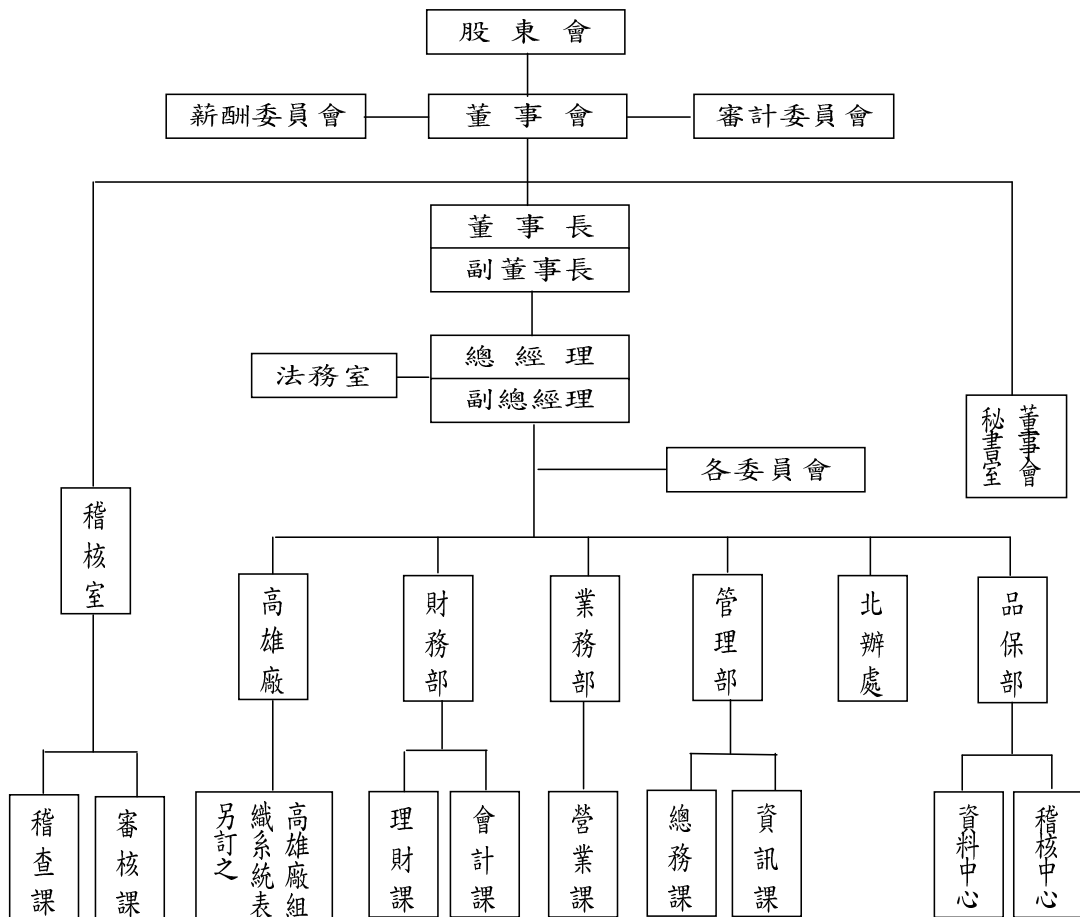 股東會
薪酬委員會
董事會
審計委員會
董事長
副董事長
總經理
副總經理
法務室
董事會
秘書室
各委員會
稽核室
高雄廠
財務部
業務部
管理部
北辦處
品保部
稽查課
審核課
高雄廠組
織系統表
另訂之
理財課
會計課
營業課
總務課
資訊課
資料中心
稽核中心